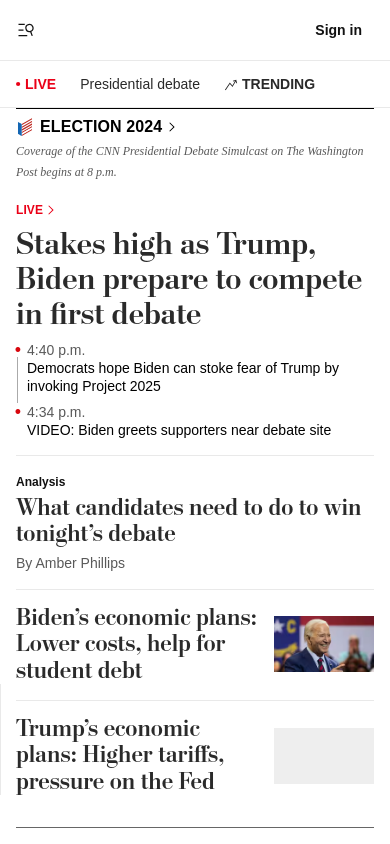 Sign in
LIVE
Presidential debate
TRENDING
ELECTION 2024
Coverage of the CNN Presidential Debate Simulcast on The Washington
Post begins at 8 p.m.
LIVE
Stakes high as Trump,
Biden prepare to compete
in first debate
4:40 p.m.
Democrats hope Biden can stoke fear of Trump by
invoking Project 2025
4:34 p.m.
VIDEO: Biden greets supporters near debate site
Analysis
What candidates need to do to win
tonight’s debate
By Amber Phillips
Biden’s economic plans:
Lower costs, help for
student debt
Trump’s economic
plans: Higher tariffs,
pressure on the Fed